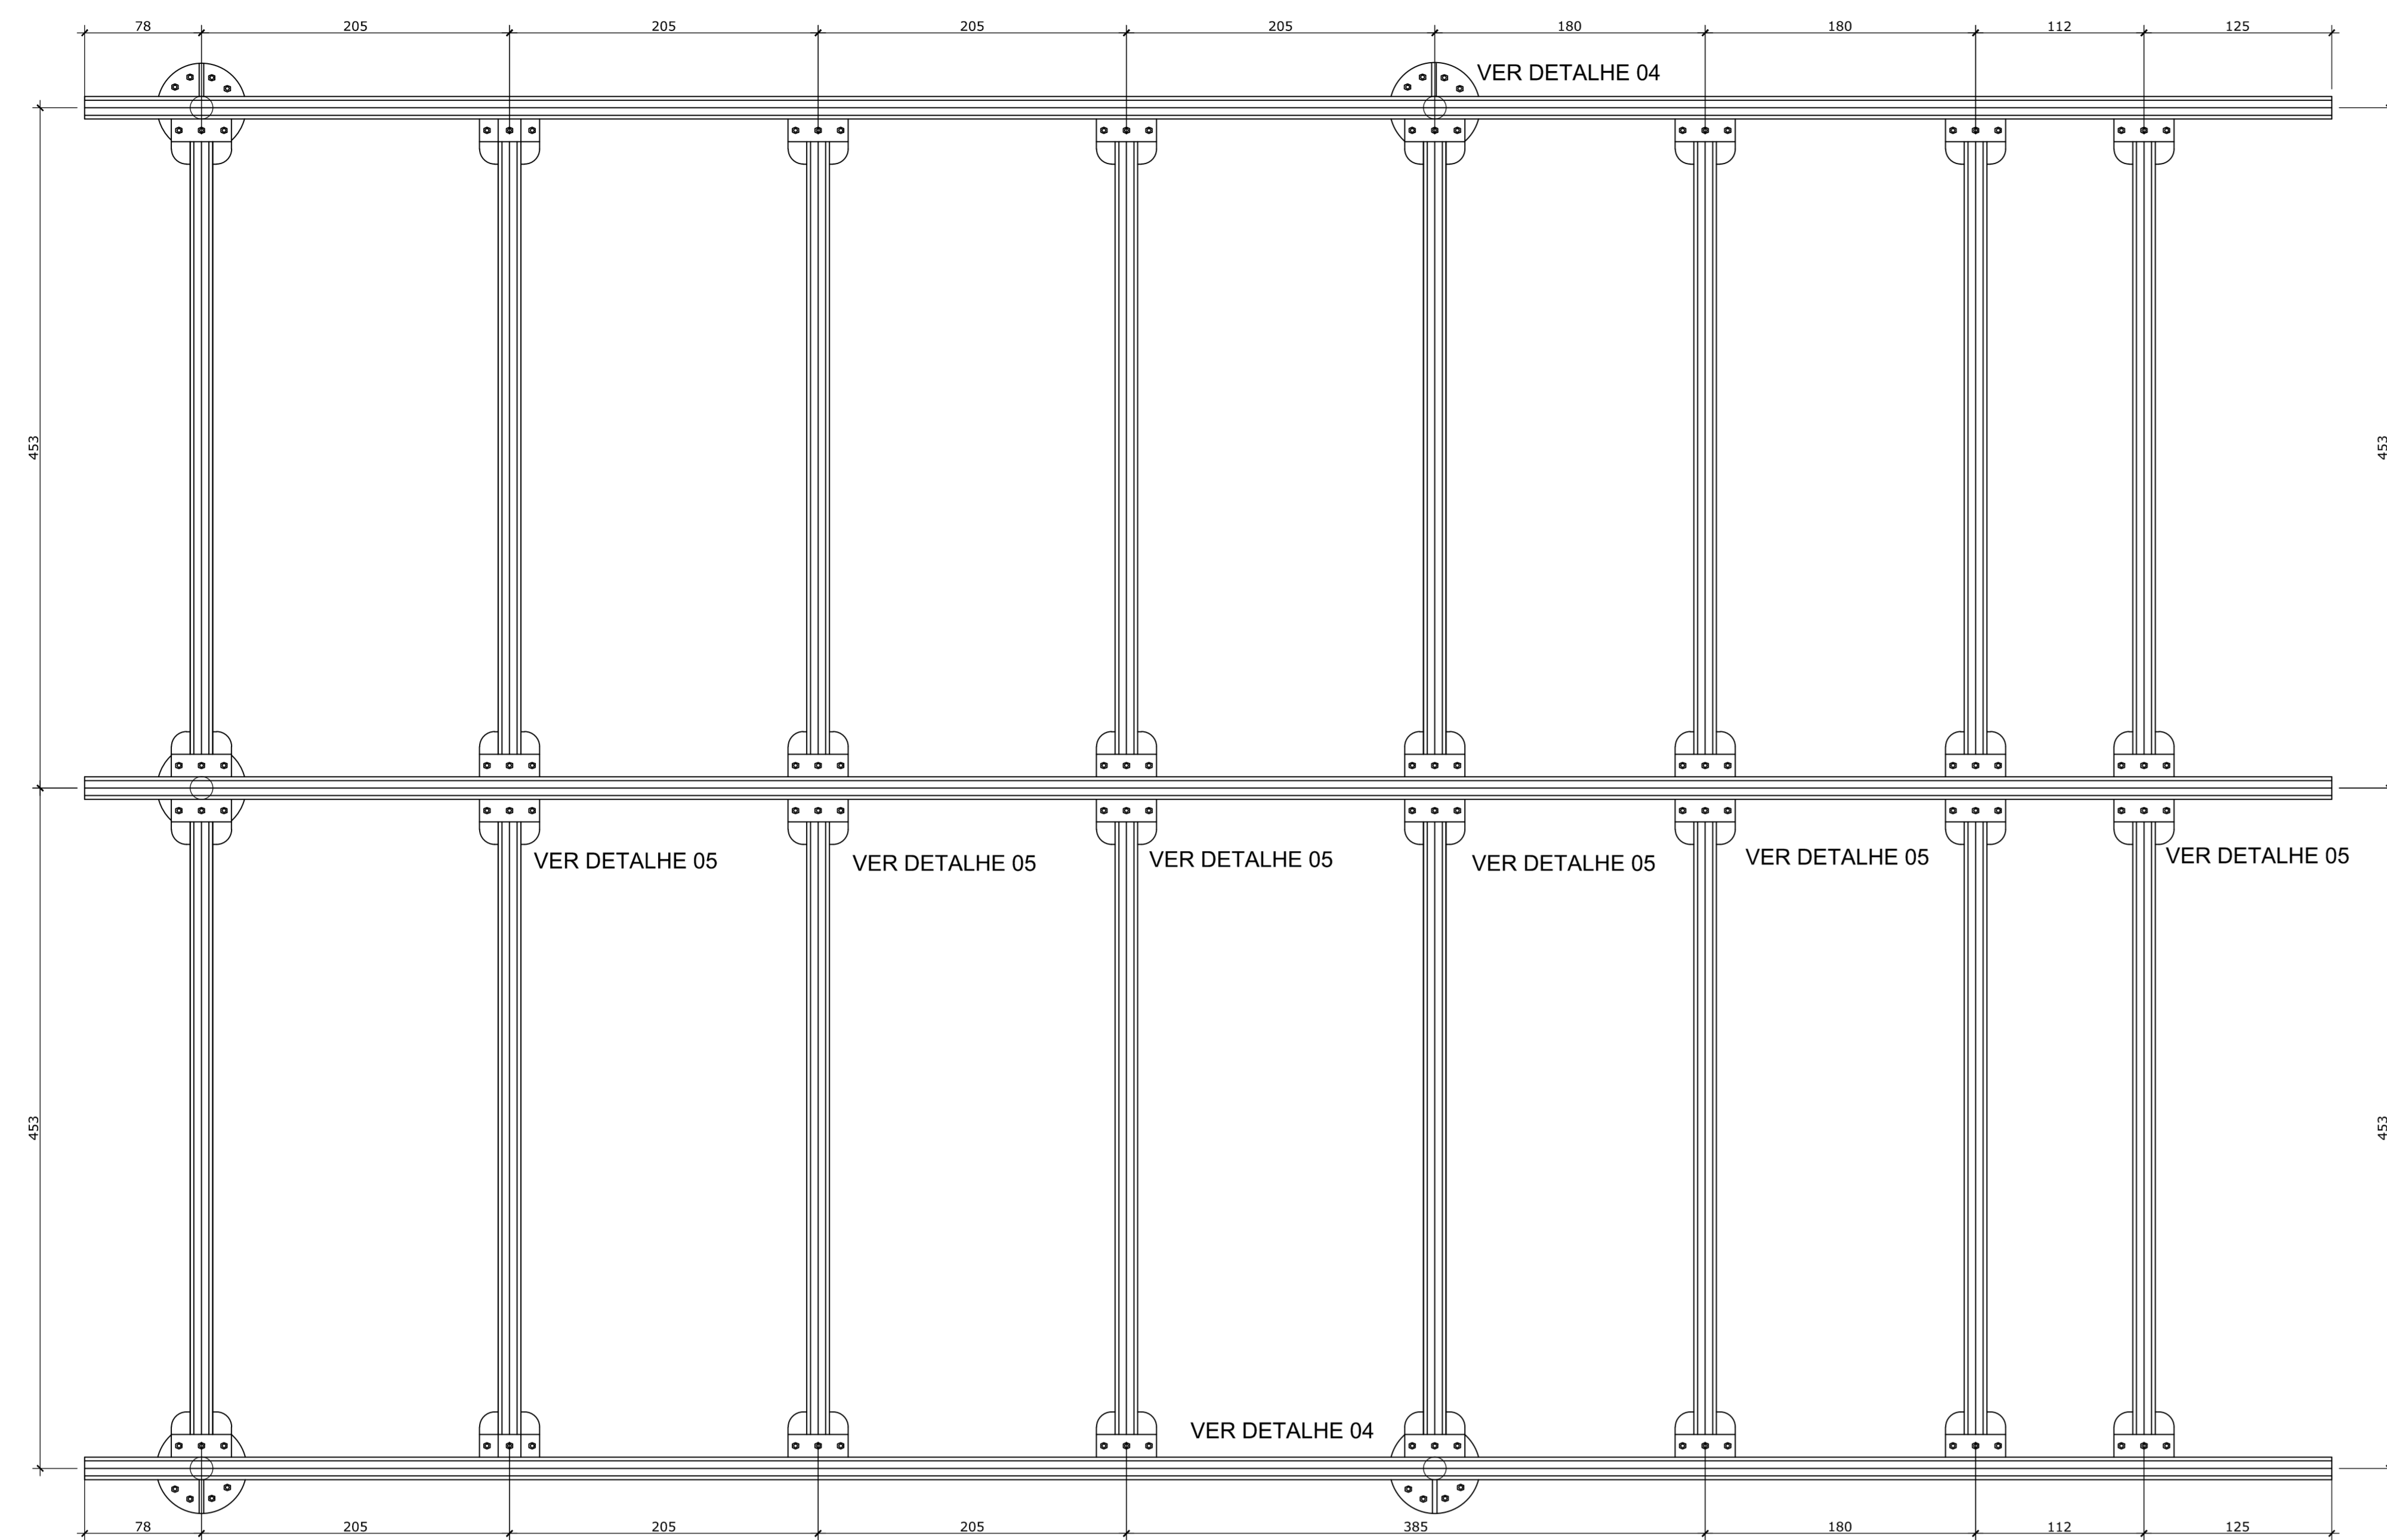 78 205 205 205 205 180 180 112 125
VER DETALHE 04
453 453
VER DETALHE 05 VER DETALHE 05 VER DETALHE 05 VER DETALHE 05 VER DETALHE 05 VER DETALHE 05
453 453
VER DETALHE 04
78 205 205 205 385 180 112 125